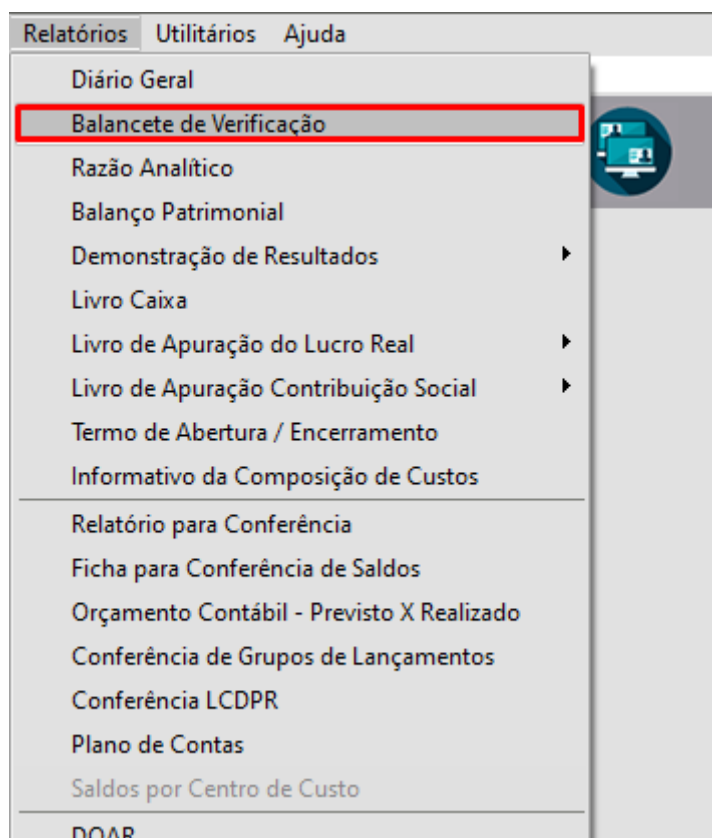 Relatórios Utilitários Ajuda
Diário Geral
Balancete de Verificação
Razão Analítico
Balanço Patrimonial
Demonstração de Resultados
Livro Caixa
Livro de Apuração do Lucro Real
Livro de Apuração Contribuição Social
Termo de Abertura / Encerramento
Informativo da Composição de Custos
Relatório para Conferência
Ficha para Conferência de Saldos
Orçamento Contábil - Previsto X Realizado
Conferência de Grupos de Lançamentos
Conferência LCDPR
Plano de Contas
Saldos por Centro de Custo
DOAR